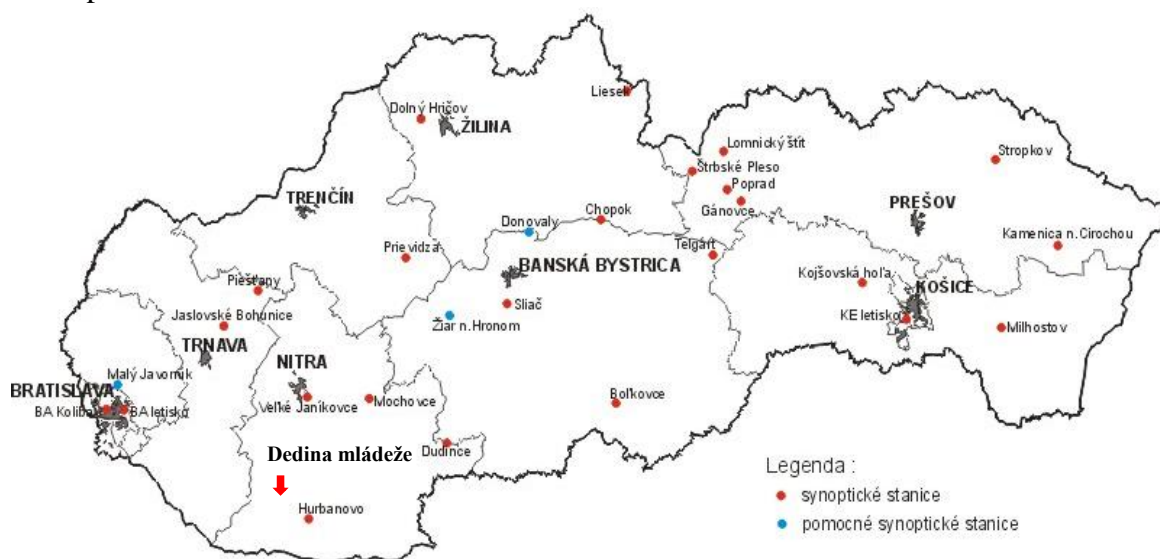 Liesek
Dolný Hričov
ŽILINA
Lomnický štít
Stropkov
Štrbské Pleso
Poprad
TRENČÍN
Gánovce
PREŠOV
Chopok
Donovaly
Kamenica n. Cirochou
Prievidza
Telgárt
BANSKÁ BYSTRICA
Piešťany
Kojšovská hoľa
KOŠICE
Sliač
Jaslovské Bohunice
Žiar n. Hronom
KE letisko
Milhostov
TRNAVA
Malý Javorník
NITRA
BRATISLAVA
Veľké Janíkovce
Mochovce
Boľkovce
BA Koliba
BA letisko
Dudince
Dedina mládeže
Hurbanovo
Legenda :
synoptické stanice
pomocné synoptické stanice